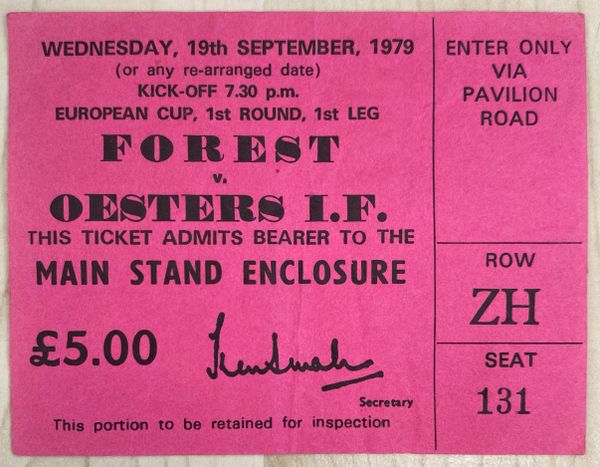 WEDNESDAY, 19th SEPTEMBER, 1979
(or any re-arranged date)
KICK-OFF 7.30 p.m.
EUROPEAN CUP, 1st ROUND, 1st LEG
FOREST
v.
OESTERS I.F.
THIS TICKET ADMITS BEARER TO THE
MAIN STAND ENCLOSURE
£5.00
Secretary
This portion to be retained for inspection
ENTER ONLY
VIA
PAVILION
ROAD
ROW
ZH
SEAT
131